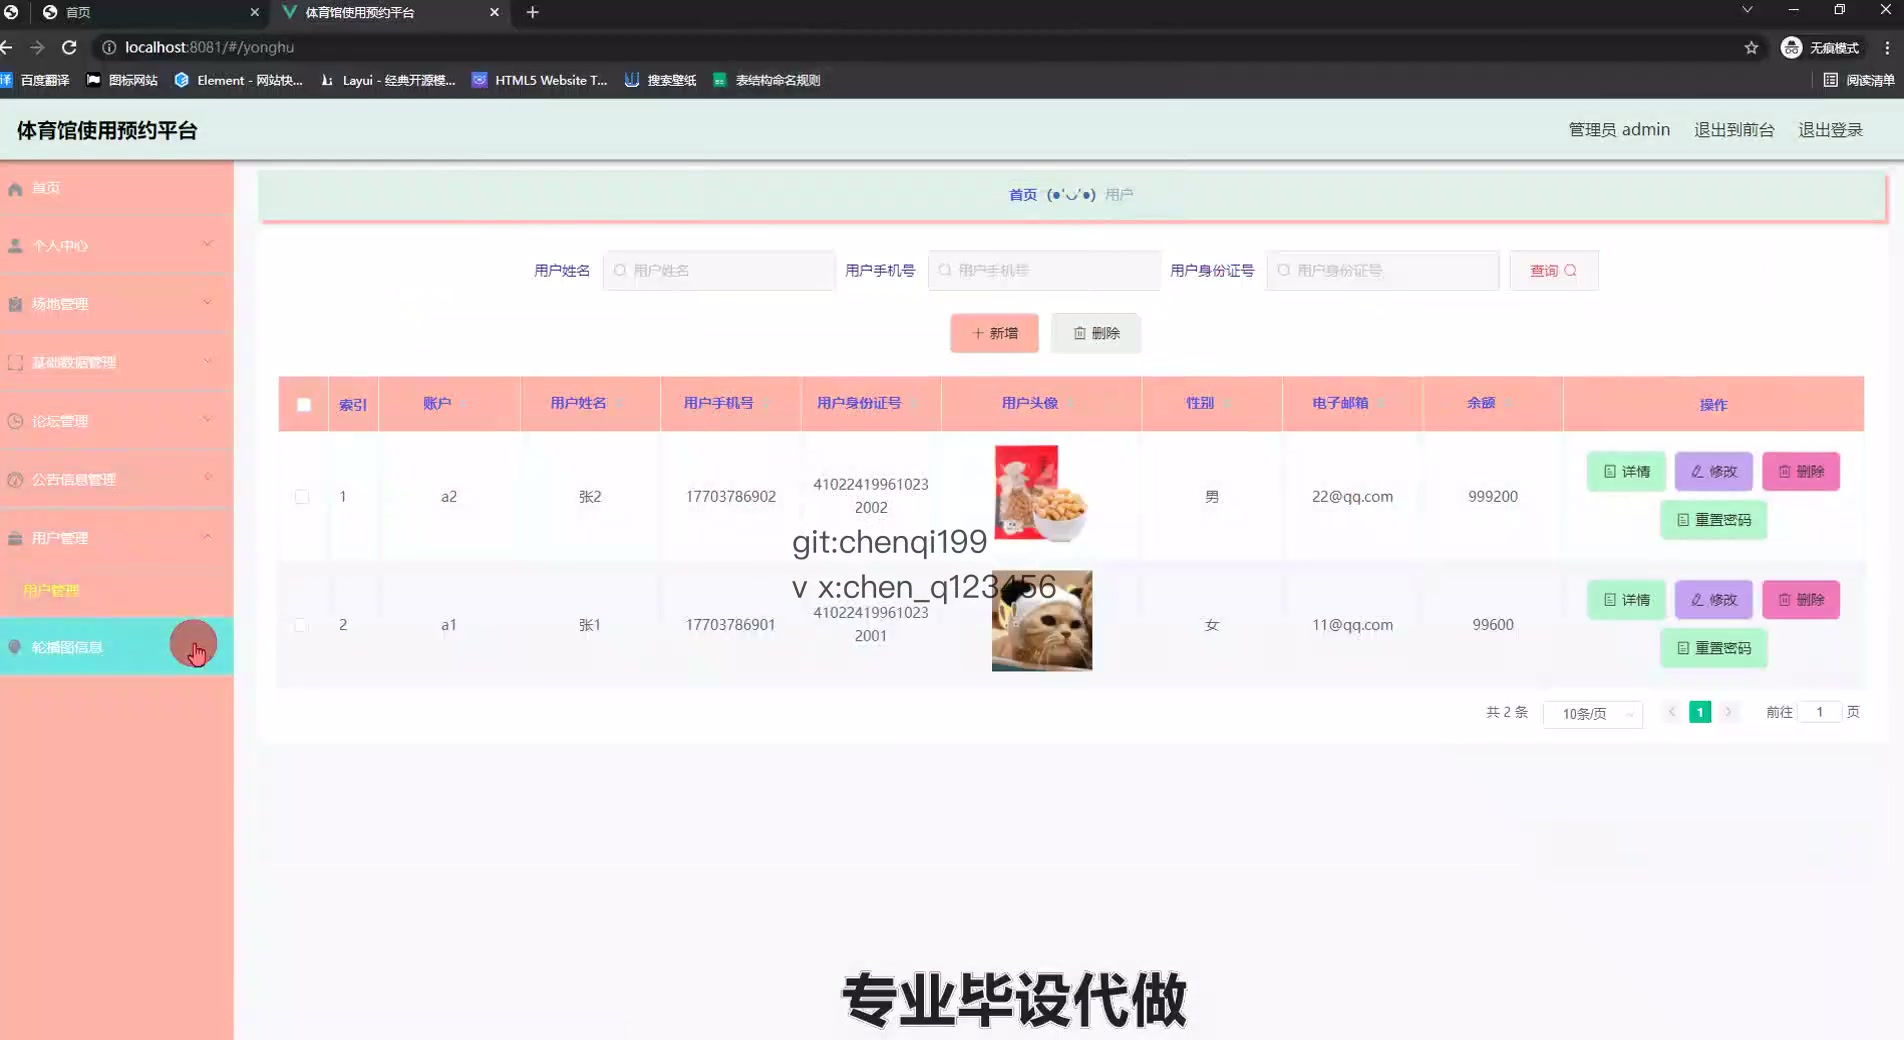 首页
体育馆使用预约平台
localhost:8081/#/yonghu
无痕模式
百度翻译
图标网站
Element - 网站快...
Layui - 经典开源模...
HTML5 Website T...
搜索壁纸
表结构命名规则
阅读清单
体育馆使用预约平台
管理员 admin
退出到前台
退出登录
首页
个人中心
场地管理
基础数据管理
论坛管理
公告信息管理
用户管理
用户管理
轮播图信息
首页 (●'◡'●) 用户
用户姓名 用户姓名
用户手机号 用户手机号
用户身份证号 用户身份证号
查询
+ 新增
删除
索引 账户 用户姓名 用户手机号 用户身份证号 用户头像 性别 电子邮箱 余额 操作
1 a2 张2 17703786902 41022419961023 男 22@qq.com 999200 详情 修改 删除
2002
重置密码
git:chenqi199
v x:chen_q123456
2 a1 张1 17703786901 41022419961023 女 11@qq.com 99600 详情 修改 删除
2001
重置密码
共 2 条 10条/页 1 前往 1 页
专业毕设代做